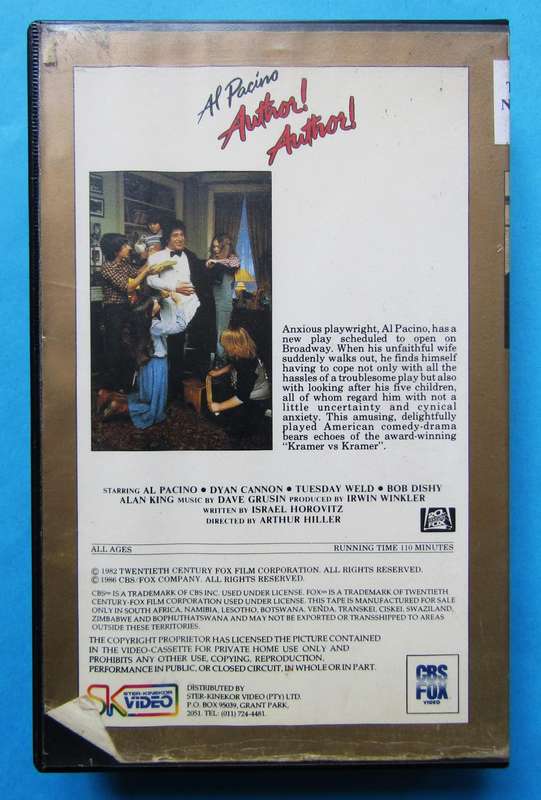 Al Pacino
Author!
Author!
Anxious playwright, Al Pacino, has a
new play scheduled to open on
Broadway. When his unfaithful wife
suddenly walks out, he finds himself
having to cope not only with all the
hassles of a troublesome play but also
with looking after his five children,
all of whom regard him with not a
little uncertainty and cynical
anxiety. This amusing, delightfully
played American comedy-drama
bears echoes of the award-winning
"Kramer vs Kramer".
STARRING AL PACINO • DYAN CANNON • TUESDAY WELD • BOB DISHY
ALAN KING MUSIC BY DAVE GRUSIN PRODUCED BY IRWIN WINKLER
WRITTEN BY ISRAEL HOROVITZ
DIRECTED BY ARTHUR HILLER
20th CENTURY FOX
ALL AGES RUNNING TIME 110 MINUTES
© 1982 TWENTIETH CENTURY FOX FILM CORPORATION. ALL RIGHTS RESERVED.
© 1986 CBS/FOX COMPANY. ALL RIGHTS RESERVED.
CBS™ IS A TRADEMARK OF CBS INC. USED UNDER LICENSE. FOX™ IS A TRADEMARK OF TWENTIETH
CENTURY-FOX FILM CORPORATION USED UNDER LICENSE. THIS TAPE IS MANUFACTURED FOR SALE
ONLY IN SOUTH AFRICA, NAMIBIA, LESOTHO, BOTSWANA, VENDA, TRANSKEI, CISKEI, SWAZILAND,
ZIMBABWE AND BOPHUTHATSWANA AND MAY NOT BE EXPORTED OR TRANSSHIPPED TO AREAS
OUTSIDE THESE TERRITORIES.
THE COPYRIGHT PROPRIETOR HAS LICENSED THE PICTURE CONTAINED
IN THE VIDEO-CASSETTE FOR PRIVATE HOME USE ONLY AND
PROHIBITS ANY OTHER USE, COPYING, REPRODUCTION,
PERFORMANCE IN PUBLIC, OR CLOSED CIRCUIT, IN WHOLE OR IN PART.
SK STER-KINEKOR
VIDEO
DISTRIBUTED BY
STER-KINEKOR VIDEO (PTY) LTD.
P.O. BOX 95039, GRANT PARK,
2051. TEL: (011) 724-4481.
CBS
FOX
VIDEO